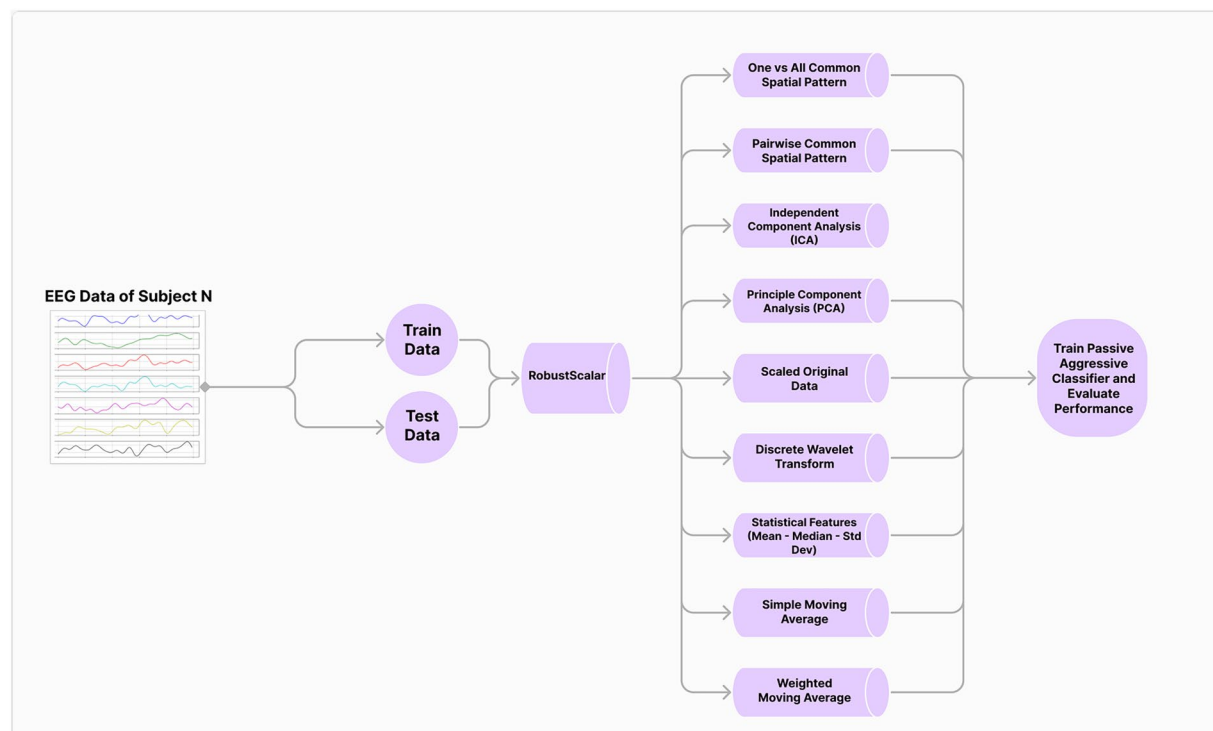 EEG Data of Subject N
Train
Data
Test
Data
RobustScalar
One vs All Common
Spatial Pattern
Pairwise Common
Spatial Pattern
Independent
Component Analysis
(ICA)
Principle Component
Analysis (PCA)
Scaled Original
Data
Discrete Wavelet
Transform
Statistical Features
(Mean - Median - Std
Dev)
Simple Moving
Average
Weighted
Moving Average
Train Passive
Aggressive
Classifier and
Evaluate
Performance